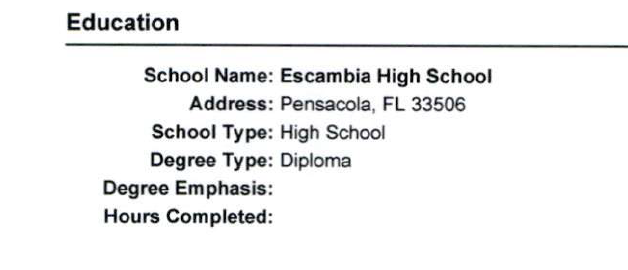 Education
School Name: Escambia High School
Address: Pensacola, FL 33506
School Type: High School
Degree Type: Diploma
Degree Emphasis:
Hours Completed: